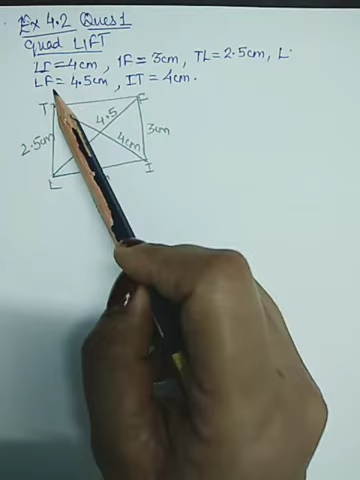 Ex 4.2 Ques 1
quad LIFT
LI = 4cm, IF = 3cm, TL = 2.5cm, L
LF = 4.5cm, IT = 4cm.
T F
4.5
2.5cm 4cm 3cm
L I